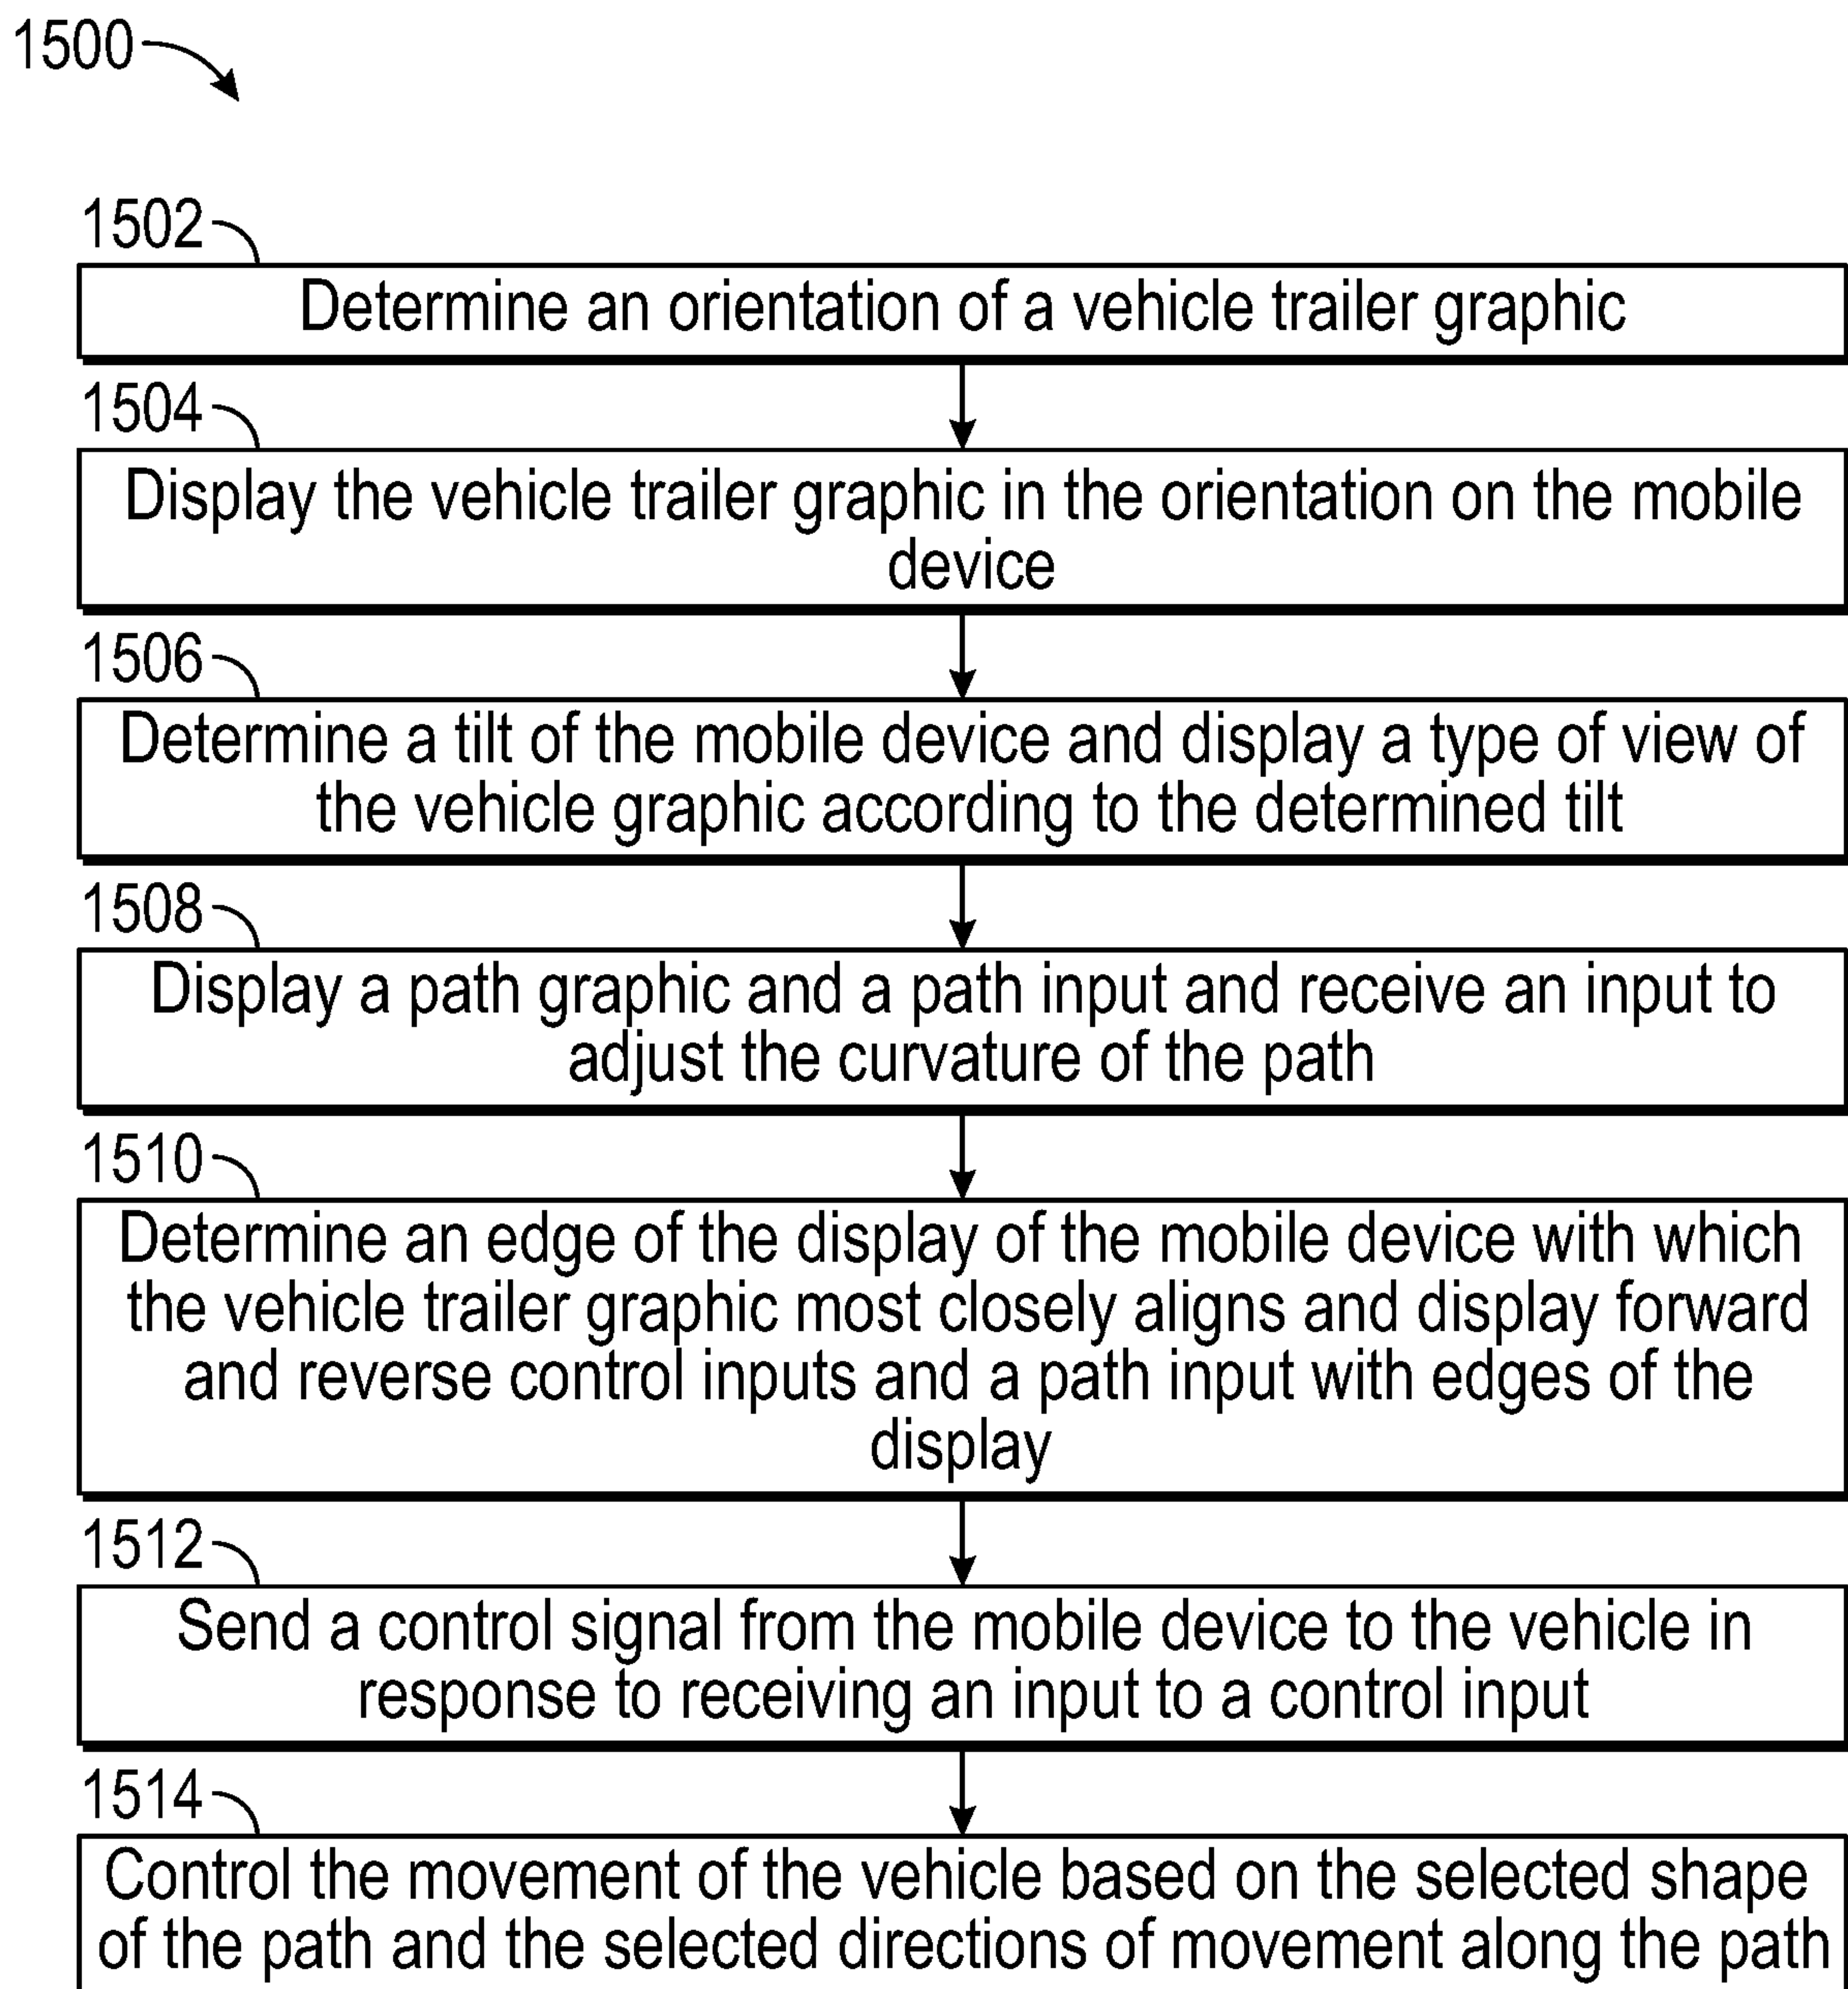 1500
1502
Determine an orientation of a vehicle trailer graphic
1504
Display the vehicle trailer graphic in the orientation on the mobile
device
1506
Determine a tilt of the mobile device and display a type of view of
the vehicle graphic according to the determined tilt
1508
Display a path graphic and a path input and receive an input to
adjust the curvature of the path
1510
Determine an edge of the display of the mobile device with which
the vehicle trailer graphic most closely aligns and display forward
and reverse control inputs and a path input with edges of the
display
1512
Send a control signal from the mobile device to the vehicle in
response to receiving an input to a control input
1514
Control the movement of the vehicle based on the selected shape
of the path and the selected directions of movement along the path